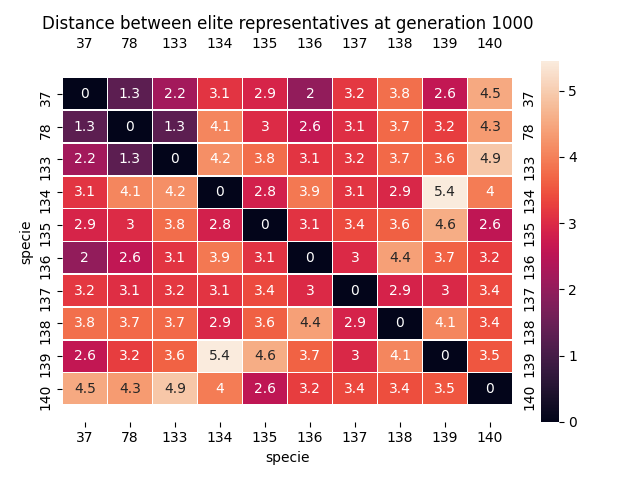 Distance between elite representatives at generation 1000
37 78 133 134 135 136 137 138 139 140
37 0 1.3 2.2 3.1 2.9 2 3.2 3.8 2.6 4.5 37
78 1.3 0 1.3 4.1 3 2.6 3.1 3.7 3.2 4.3 78
133 2.2 1.3 0 4.2 3.8 3.1 3.2 3.7 3.6 4.9 133
134 3.1 4.1 4.2 0 2.8 3.9 3.1 2.9 5.4 4 134
135 2.9 3 3.8 2.8 0 3.1 3.4 3.6 4.6 2.6 135
136 2 2.6 3.1 3.9 3.1 0 3 4.4 3.7 3.2 136
137 3.2 3.1 3.2 3.1 3.4 3 0 2.9 3 3.4 137
138 3.8 3.7 3.7 2.9 3.6 4.4 2.9 0 4.1 3.4 138
139 2.6 3.2 3.6 5.4 4.6 3.7 3 4.1 0 3.5 139
140 4.5 4.3 4.9 4 2.6 3.2 3.4 3.4 3.5 0 140
37 78 133 134 135 136 137 138 139 140
specie
specie
5
4
3
2
1
0